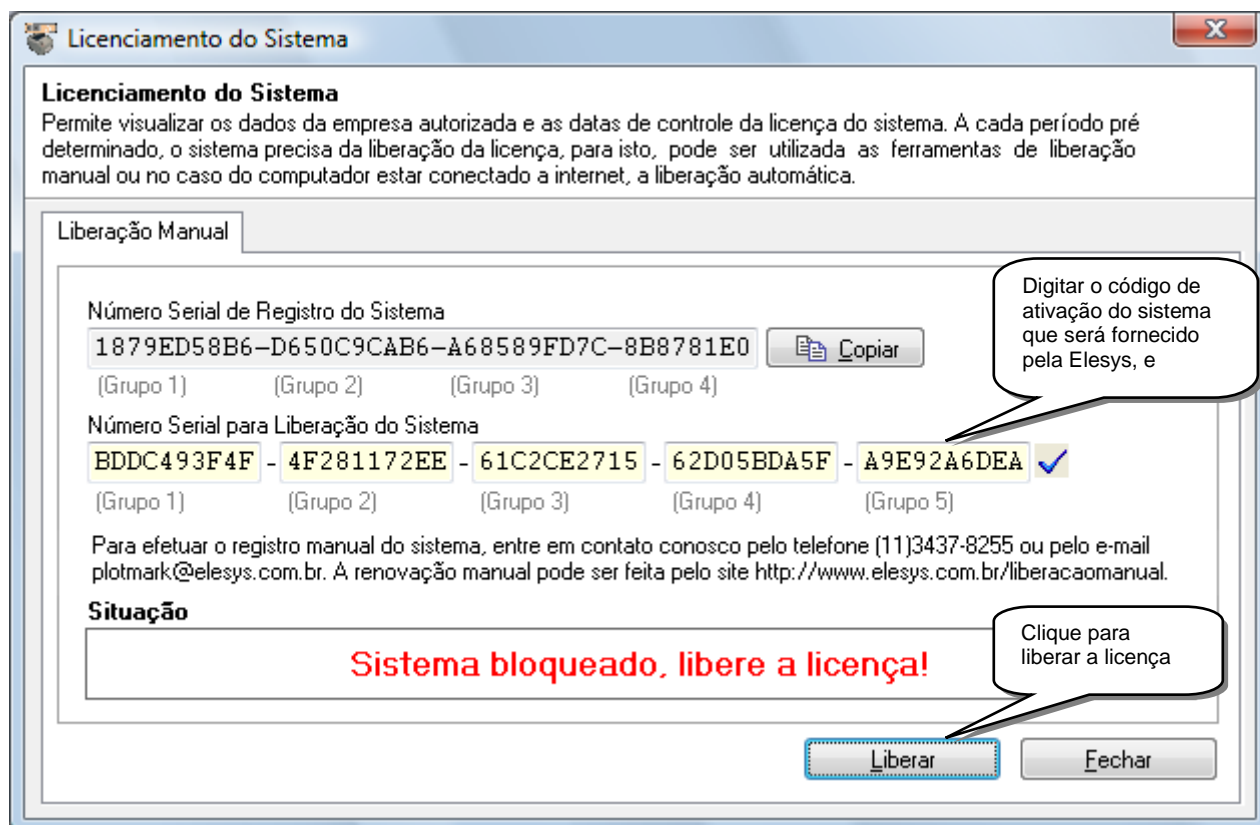 Licenciamento do Sistema
Licenciamento do Sistema
Permite visualizar os dados da empresa autorizada e as datas de controle da licença do sistema. A cada período pré
determinado, o sistema precisa da liberação da licença, para isto, pode ser utilizada as ferramentas de liberação
manual ou no caso do computador estar conectado a internet, a liberação automática.
Liberação Manual
Digitar o código de
ativação do sistema
que será fornecido
pela Elesys, e
Número Serial de Registro do Sistema
1879ED58B6-D650C9CAB6-A68589FD7C-8B8781E0 Copiar
(Grupo 1) (Grupo 2) (Grupo 3) (Grupo 4)
Número Serial para Liberação do Sistema
BDDC493F4F - 4F281172EE - 61C2CE2715 - 62D05BDA5F - A9E92A6DEA
(Grupo 1) (Grupo 2) (Grupo 3) (Grupo 4) (Grupo 5)
Para efetuar o registro manual do sistema, entre em contato conosco pelo telefone (11)3437-8255 ou pelo e-mail
plotmark@elesys.com.br. A renovação manual pode ser feita pelo site http://www.elesys.com.br/liberacaomanual.
Situação
Sistema bloqueado, libere a licença!
Clique para
liberar a licença
Liberar Fechar